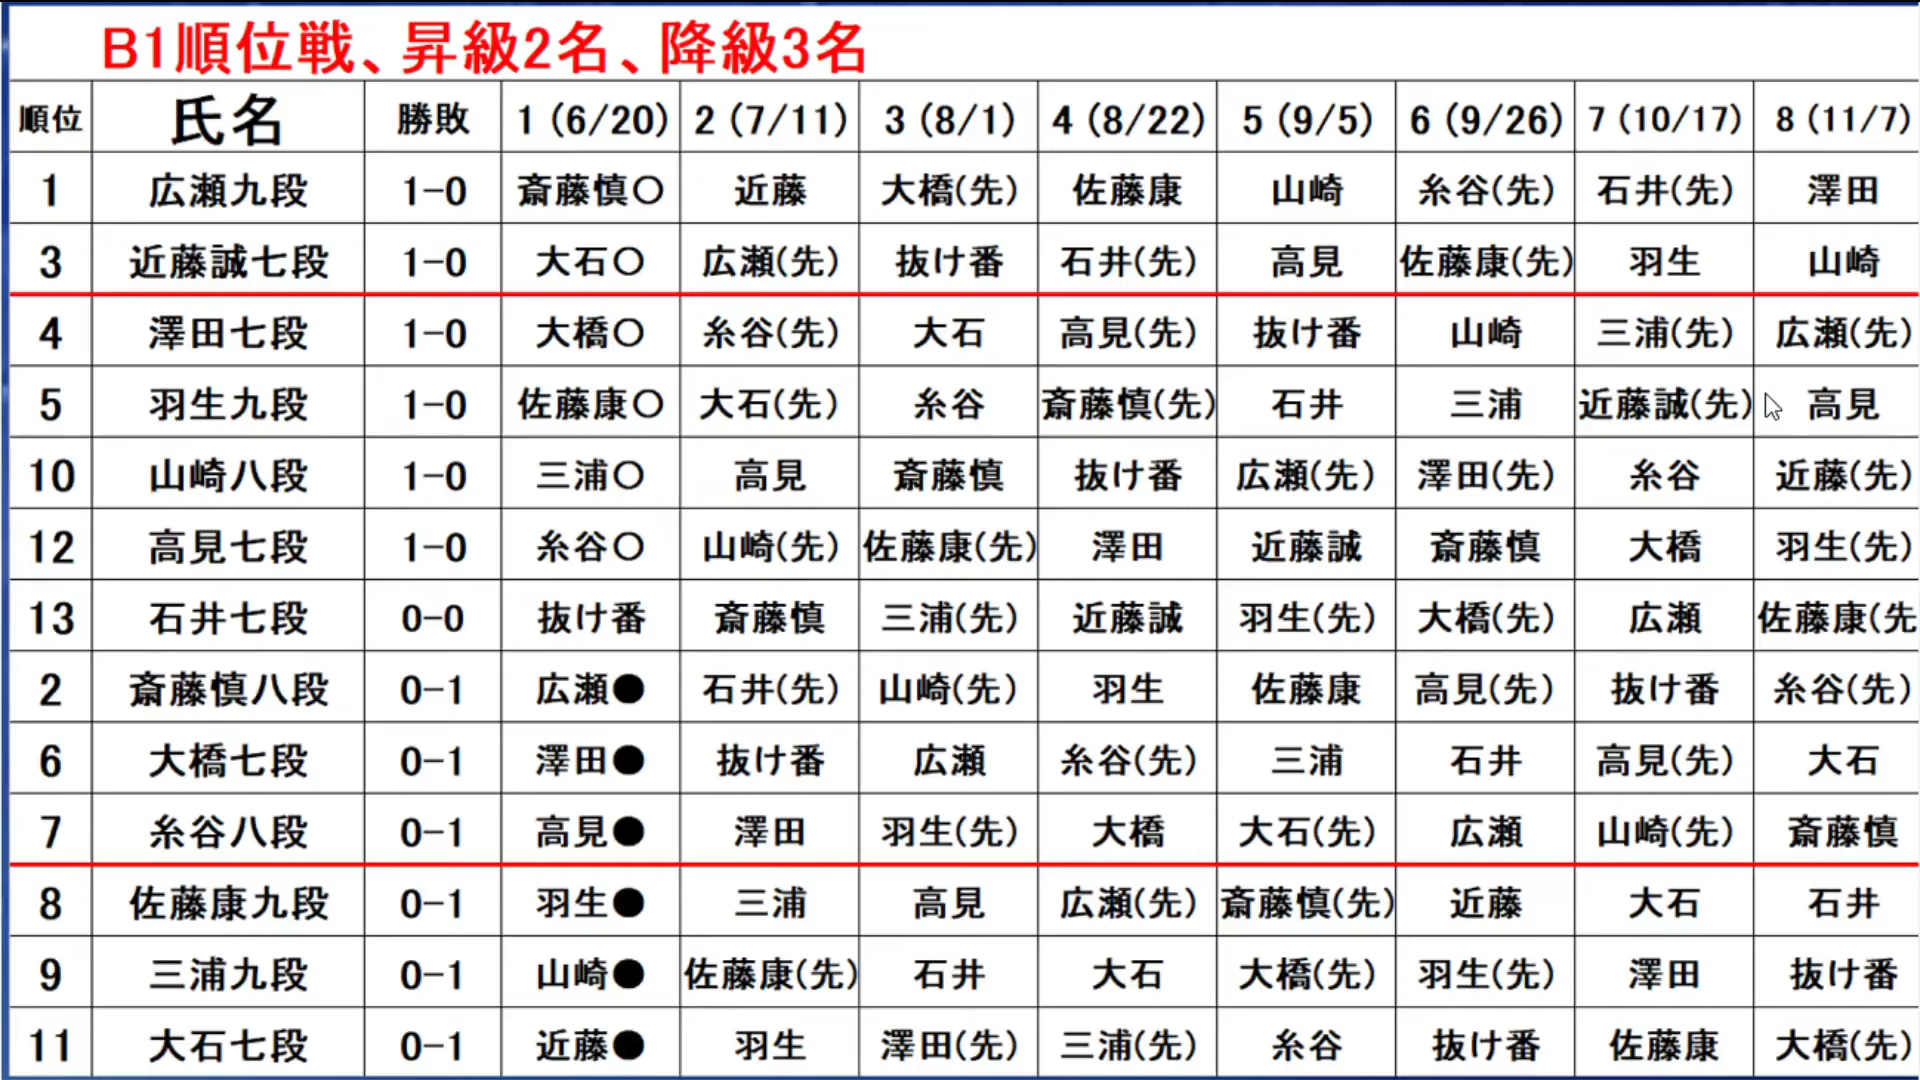 B1順位戦、昇級2名、降級3名
順位 氏名 勝敗 1(6/20) 2(7/11) 3(8/1) 4(8/22) 5(9/5) 6(9/26) 7(10/17) 8(11/7)
1 広瀬九段 1-0 斎藤慎〇 近藤 大橋(先) 佐藤康 山崎 糸谷(先) 石井(先) 澤田
3 近藤誠七段 1-0 大石〇 広瀬(先) 抜け番 石井(先) 高見 佐藤康(先) 羽生 山崎
4 澤田七段 1-0 大橋〇 糸谷(先) 大石 高見(先) 抜け番 山崎 三浦(先) 広瀬(先)
5 羽生九段 1-0 佐藤康〇 大石(先) 糸谷 斎藤慎(先) 石井 三浦 近藤誠(先) 高見
10 山崎八段 1-0 三浦〇 高見 斎藤慎 抜け番 広瀬(先) 澤田(先) 糸谷 近藤(先)
12 高見七段 1-0 糸谷〇 山崎(先) 佐藤康(先) 澤田 近藤誠 斎藤慎 大橋 羽生(先)
13 石井七段 0-0 抜け番 斎藤慎 三浦(先) 近藤誠 羽生(先) 大橋(先) 広瀬 佐藤康(先
2 斎藤慎八段 0-1 広瀬● 石井(先) 山崎(先) 羽生 佐藤康 高見(先) 抜け番 糸谷(先)
6 大橋七段 0-1 澤田● 抜け番 広瀬 糸谷(先) 三浦 石井 高見(先) 大石
7 糸谷八段 0-1 高見● 澤田 羽生(先) 大橋 大石(先) 広瀬 山崎(先) 斎藤慎
8 佐藤康九段 0-1 羽生● 三浦 高見 広瀬(先) 斎藤慎(先) 近藤 大石 石井
9 三浦九段 0-1 山崎● 佐藤康(先) 石井 大石 大橋(先) 羽生(先) 澤田 抜け番
11 大石七段 0-1 近藤● 羽生 澤田(先) 三浦(先) 糸谷 抜け番 佐藤康 大橋(先)